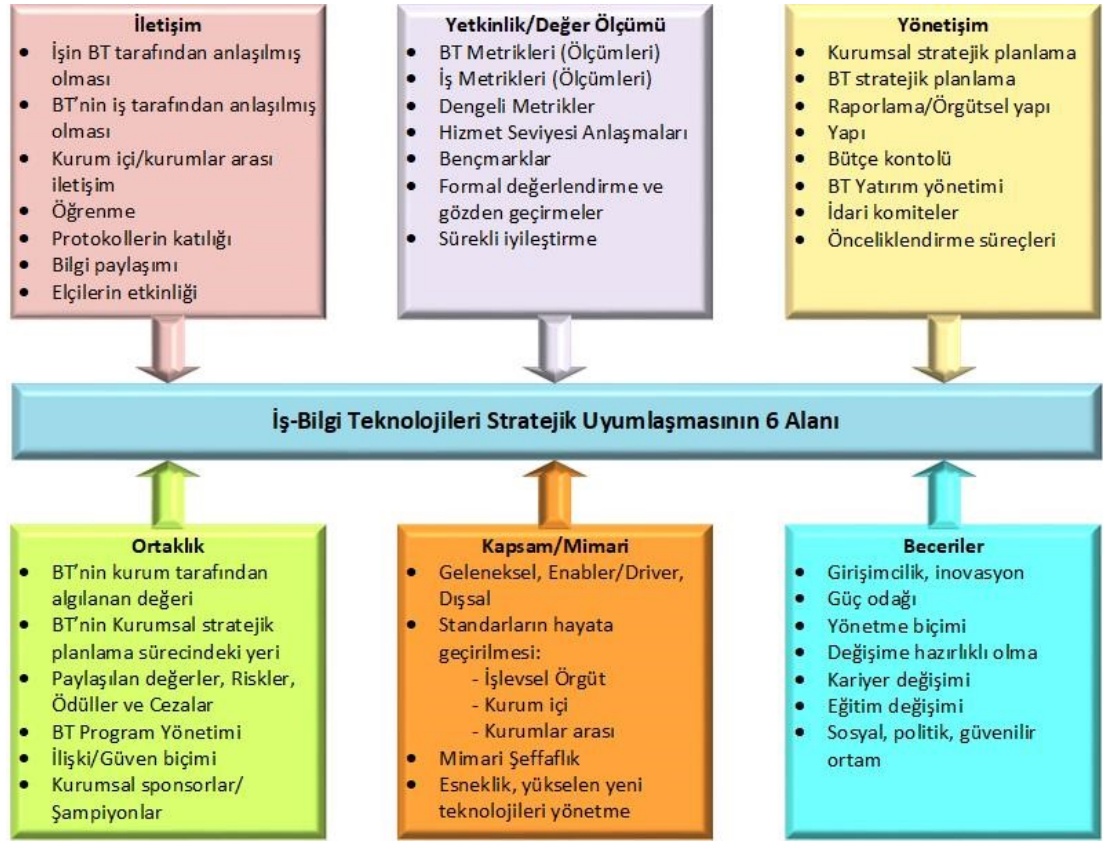 İletişim
• İşin BT tarafından anlaşılmış
olması
• BT’nin iş tarafından anlaşılmış
olması
• Kurum içi/kurumlar arası
iletişim
• Öğrenme
• Protokollerin katılığı
• Bilgi paylaşımı
• Elçilerin etkinliği
Yetkinlik/Değer Ölçümü
• BT Metrikleri (Ölçümleri)
• İş Metrikleri (Ölçümleri)
• Dengeli Metrikler
• Hizmet Seviyesi Anlaşmaları
• Bençmarklar
• Formal değerlendirme ve
gözden geçirmeler
• Sürekli iyileştirme
Yönetişim
• Kurumsal stratejik planlama
• BT stratejik planlama
• Raporlama/Örgütsel yapı
• Yapı
• Bütçe kontolü
• BT Yatırım yönetimi
• İdari komiteler
• Önceliklendirme süreçleri
İş-Bilgi Teknolojileri Stratejik Uyumlaşmasının 6 Alanı
Ortaklık
• BT’nin kurum tarafından
algılanan değeri
• BT’nin Kurumsal stratejik
planlama sürecindeki yeri
• Paylaşılan değerler, Riskler,
Ödüller ve Cezalar
• BT Program Yönetimi
• İlişki/Güven biçimi
• Kurumsal sponsorlar/
Şampiyonlar
Kapsam/Mimari
• Geleneksel, Enabler/Driver,
Dışsal
• Standarların hayata
geçirilmesi:
- İşlevsel Örgüt
- Kurum içi
- Kurumlar arası
• Mimari Şeffaflık
• Esneklik, yükselen yeni
teknolojileri yönetme
Beceriler
• Girişimcilik, inovasyon
• Güç odağı
• Yönetme biçimi
• Değişime hazırlıklı olma
• Kariyer değişimi
• Eğitim değişimi
• Sosyal, politik, güvenilir
ortam